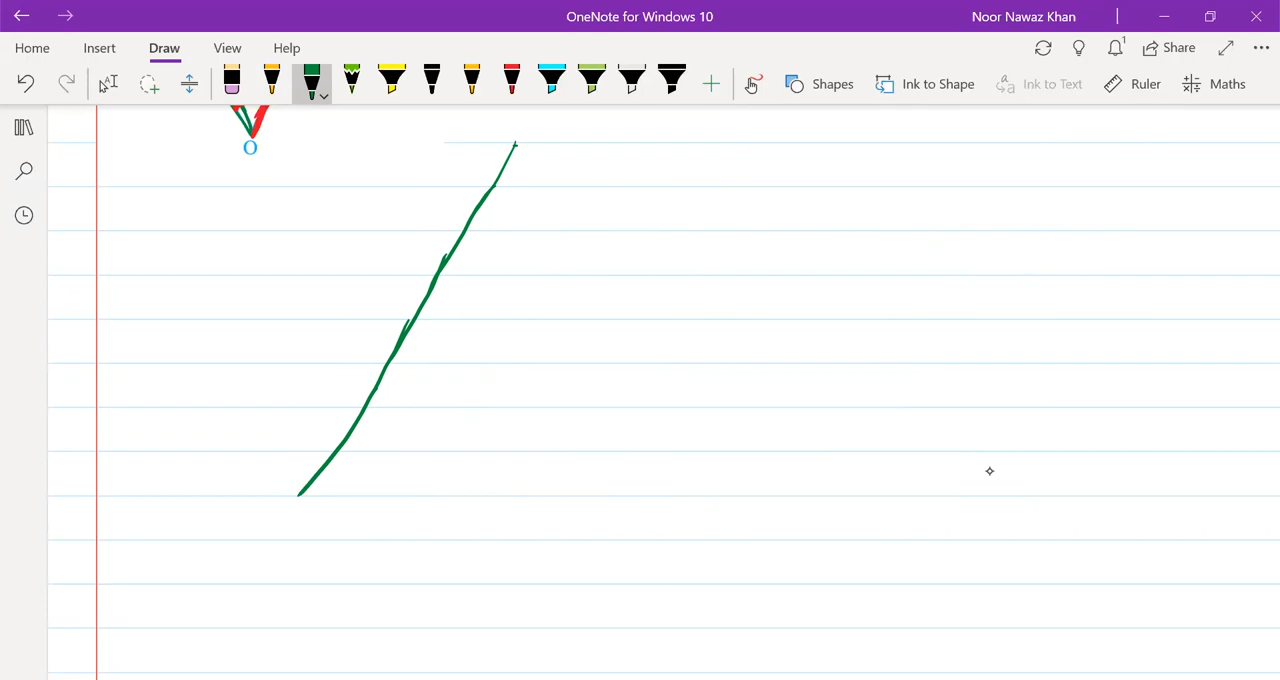 OneNote for Windows 10
Noor Nawaz Khan
Home Insert Draw View Help
1 Share
Shapes Ink to Shape Ink to Text Ruler Maths
O